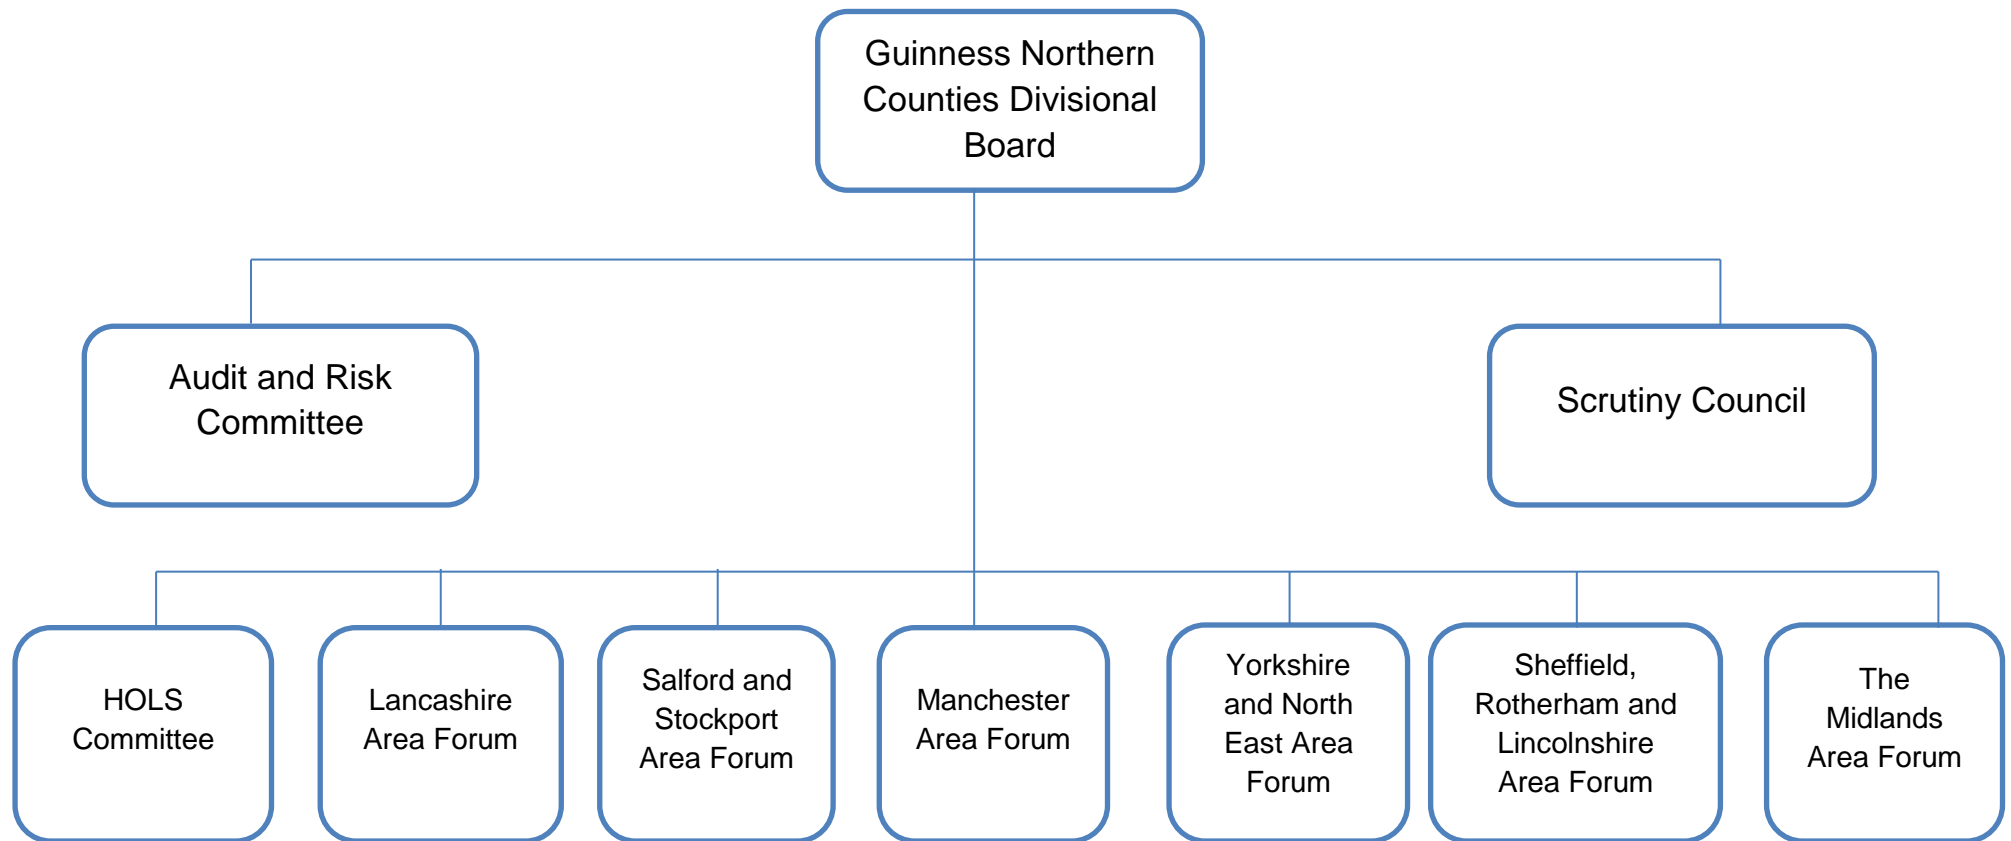 Guinness Northern
Counties Divisional
Board
Audit and Risk
Committee
Scrutiny Council
HOLS
Committee
Lancashire
Area Forum
Salford and
Stockport
Area Forum
Manchester
Area Forum
Yorkshire
and North
East Area
Forum
Sheffield,
Rotherham and
Lincolnshire
Area Forum
The
Midlands
Area Forum